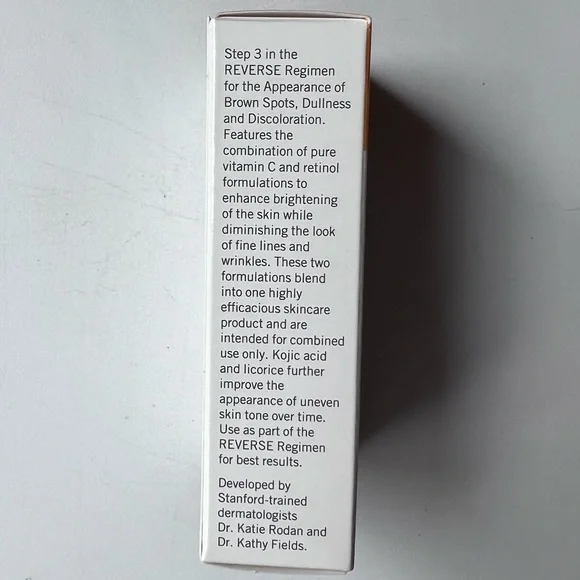 Step 3 in the
REVERSE Regimen
for the Appearance of
Brown Spots, Dullness
and Discoloration.
Features the
combination of pure
vitamin C and retinol
formulations to
enhance brightening
of the skin while
diminishing the look
of fine lines and
wrinkles. These two
formulations blend
into one highly
efficacious skincare
product and are
intended for combined
use only. Kojic acid
and licorice further
improve the
appearance of uneven
skin tone over time.
Use as part of the
REVERSE Regimen
for best results.
Developed by
Stanford-trained
dermatologists
Dr. Katie Rodan and
Dr. Kathy Fields.